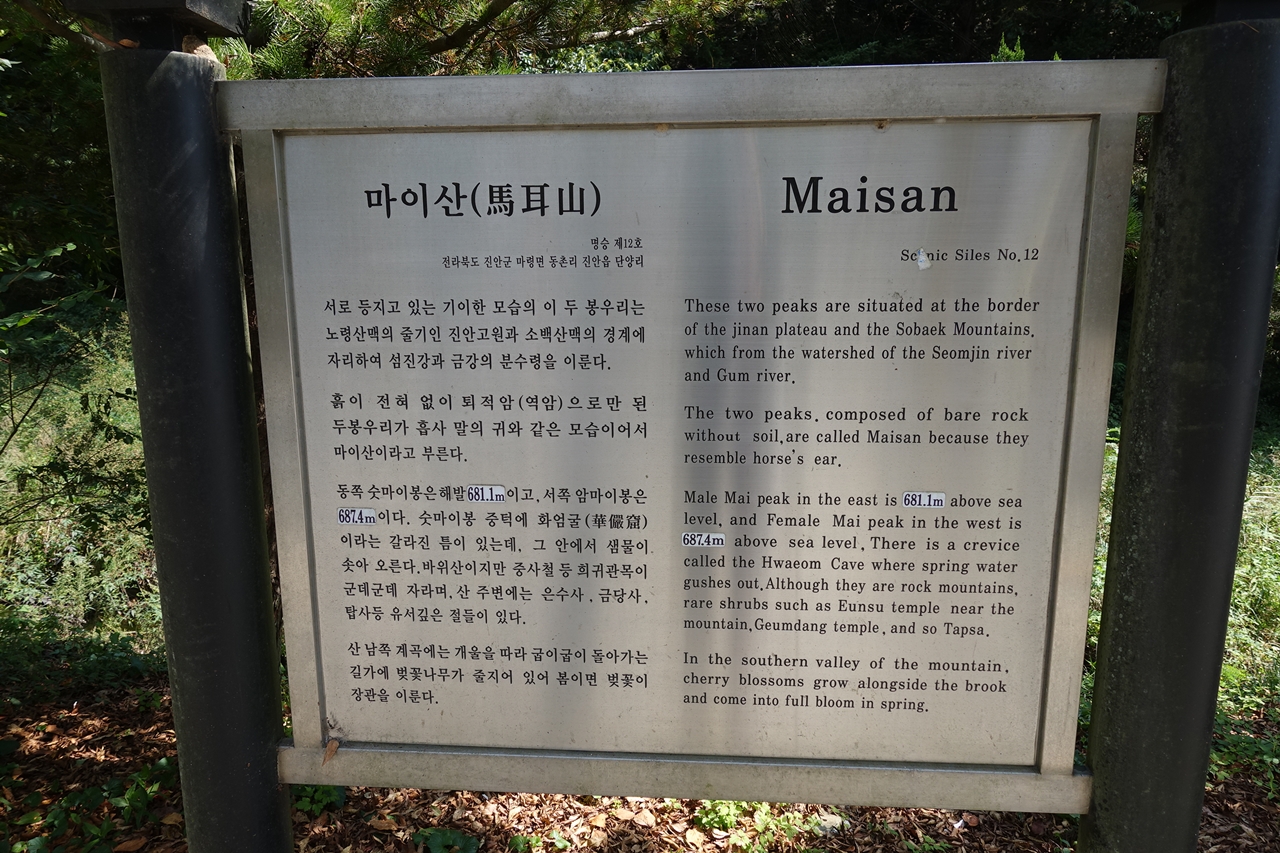 마이산(馬耳山)
명승 제12호
전라북도 진안군 마령면 동촌리 진안읍 단양리
서로 등지고 있는 기이한 모습의 이 두 봉우리는
노령산맥의 줄기인 진안고원과 소백산맥의 경계에
자리하여 섬진강과 금강의 분수령을 이룬다.
흙이 전혀 없이 퇴적암(역암)으로만 된
두봉우리가 흡사 말의 귀와 같은 모습이어서
마이산이라고 부른다.
동쪽 숫마이봉은해발681.1m이고, 서쪽 암마이봉은
687.4m이다. 숫마이봉 중턱에 화엄굴(華儼窟)
이라는 갈라진 틈이 있는데, 그 안에서 샘물이
솟아 오른다.바위산이지만 중사철 등 희귀관목이
군데군데 자라며, 산 주변에는 은수사, 금당사,
탑사등 유서깊은 절들이 있다.
산 남쪽 계곡에는 개울을 따라 굽이굽이 돌아가는
길가에 벚꽃나무가 줄지어 있어 봄이면 벚꽃이
장관을 이룬다.
Maisan
Scenic Siles No.12
These two peaks are situated at the border
of the jinan plateau and the Sobaek Mountains,
which from the watershed of the Seomjin river
and Gum river.
The two peaks, composed of bare rock
without soil,are called Maisan because they
resemble horse's ear.
Male Mai peak in the east is 681.1m above sea
level, and Female Mai peak in the west is
687.4m above sea level, There is a crevice
called the Hwaeom Cave where spring water
gushes out.Although they are rock mountains,
rare shrubs such as Eunsu temple near the
mountain,Geumdang temple, and so Tapsa.
In the southern valley of the mountain,
cherry blossoms grow alongside the brook
and come into full bloom in spring.